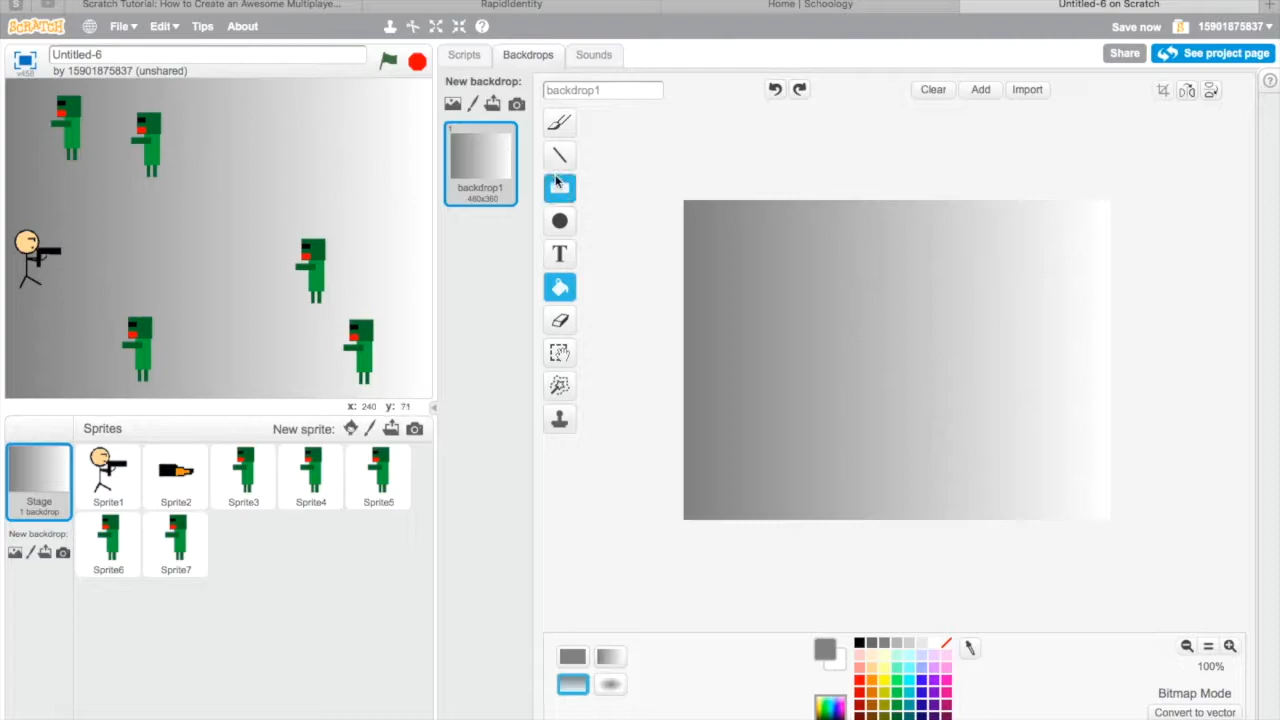 Scratch Tutorial: How to Create an Awesome Multiplaye...
RapidIdentity
Home | Schoology
Untitled-6 on Scratch
SCRATCH File▾ Edit▾ Tips About
Save now 15901875837 ▾
v456 Untitled-6
by 15901875837 (unshared)
Scripts Backdrops Sounds
Share See project page
New backdrop:
backdrop1
Clear Add Import
1
backdrop1
480x360
T
x: 240 y: 71
Sprites New sprite:
Stage
1 backdrop
New backdrop:
Sprite1 Sprite2 Sprite3 Sprite4 Sprite5
Sprite6 Sprite7
100%
Bitmap Mode
Convert to vector